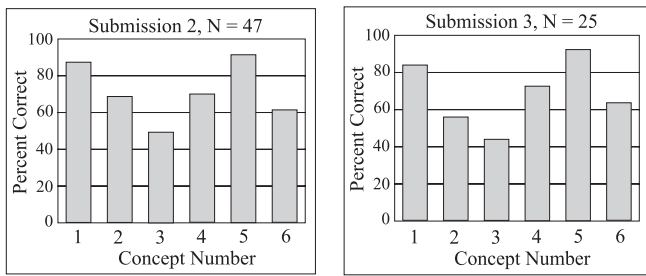 Submission 2, N = 47
Percent Correct
100
80
60
40
20
0
1 2 3 4 5 6
Concept Number
Submission 3, N = 25
Percent Correct
100
80
60
40
20
0
1 2 3 4 5 6
Concept Number